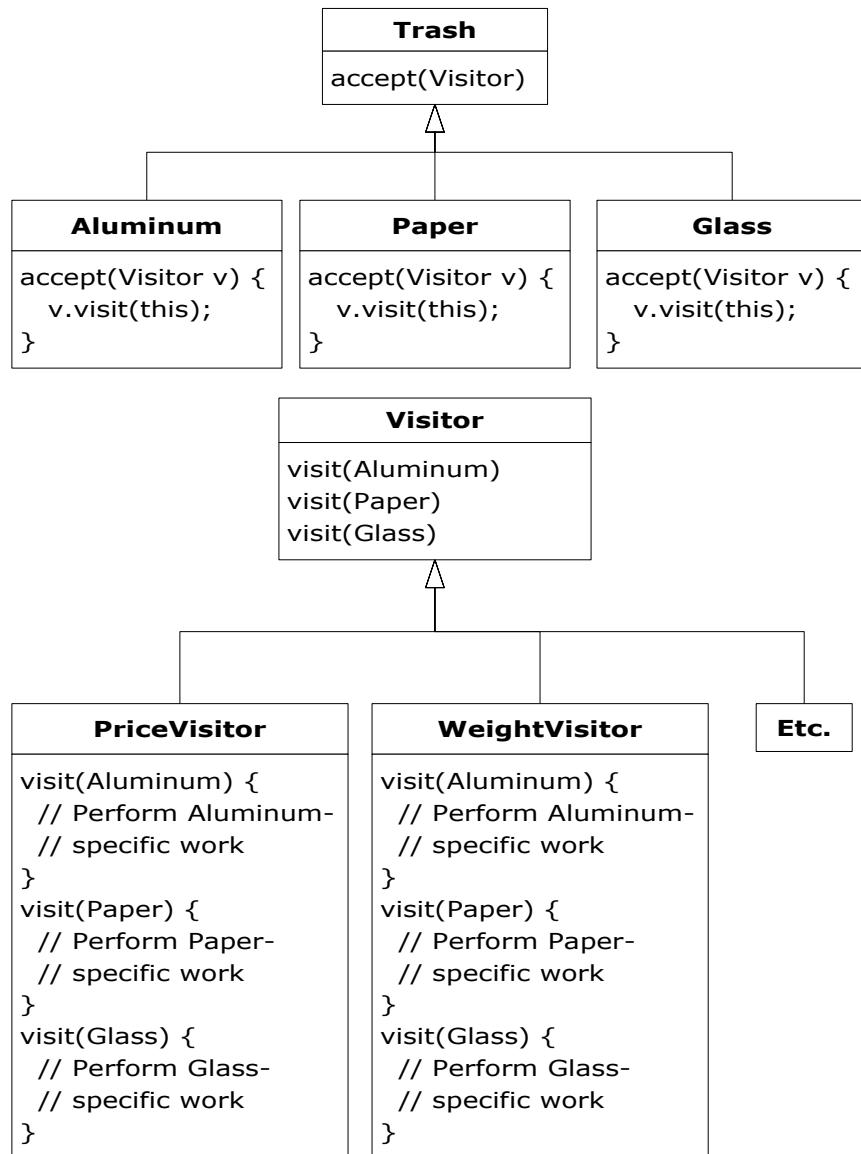 Trash
accept(Visitor)
Aluminum
accept(Visitor v) {
v.visit(this);
}
Paper
accept(Visitor v) {
v.visit(this);
}
Glass
accept(Visitor v) {
v.visit(this);
}
Visitor
visit(Aluminum)
visit(Paper)
visit(Glass)
PriceVisitor
visit(Aluminum) {
// Perform Aluminum-
// specific work
}
visit(Paper) {
// Perform Paper-
// specific work
}
visit(Glass) {
// Perform Glass-
// specific work
}
WeightVisitor
visit(Aluminum) {
// Perform Aluminum-
// specific work
}
visit(Paper) {
// Perform Paper-
// specific work
}
visit(Glass) {
// Perform Glass-
// specific work
}
Etc.